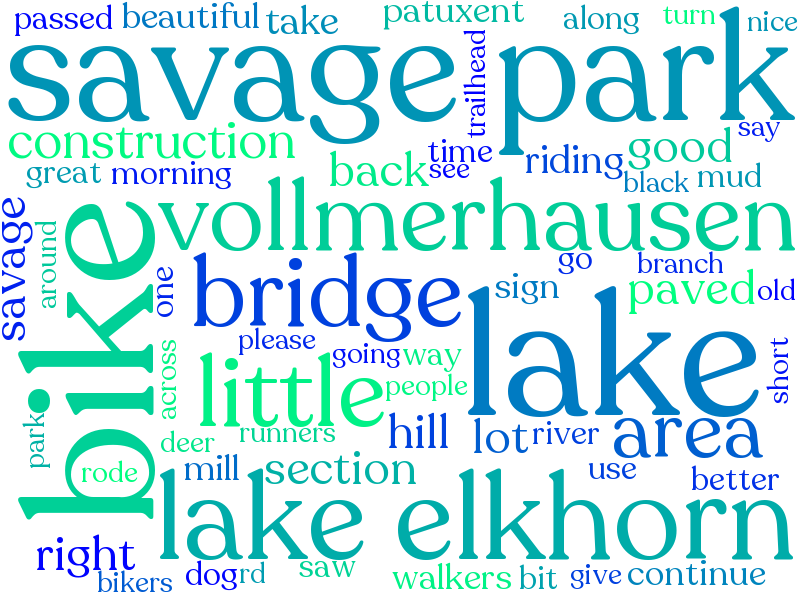 passed beautiful take patuxent along turn nice
savage park
trailhead
say
construction
time
see
riding
good
great morning
back
black mud
savage
around
bike
vollmerhausen
one
bridge
go
branch
sign
paved old
please
going way
little
people
lake
short
across
park
deer runners
hill lot river area
rode
mill section
use better
lake elkhorn
right
bikers dog rd saw walkers bit give continue